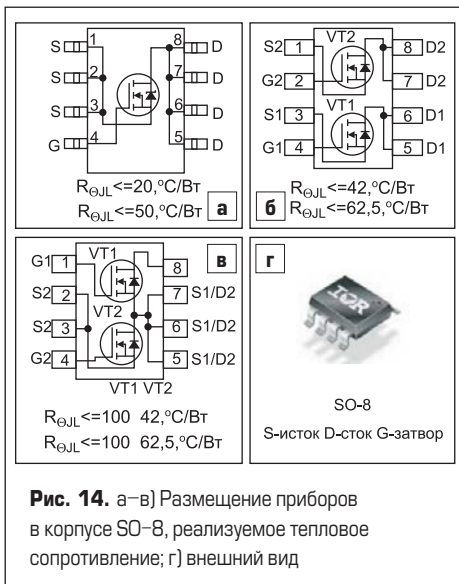 S 1 8 D
S 2 7 D
S 3 6 D
G 4 5 D
RΘJL<=20,°C/Вт
RΘJL<=50,°C/Вт
а
VT2
S2 1 8 D2
G2 2 7 D2
VT1
S1 3 6 D1
G1 4 5 D1
б
RΘJL<=42,°C/Вт
RΘJL<=62,5,°C/Вт
в
VT1
G1 1 8
S2 2 7 S1/D2
VT2
S2 3 6 S1/D2
G2 4 5 S1/D2
VT1 VT2
RΘJL<=100 42,°C/Вт
RΘJL<=100 62,5,°C/Вт
г
IOR
SO-8
S-исток D-сток G-затвор
Рис. 14. а–в) Размещение приборов
в корпусе SO–8, реализуемое тепловое
сопротивление; г) внешний вид